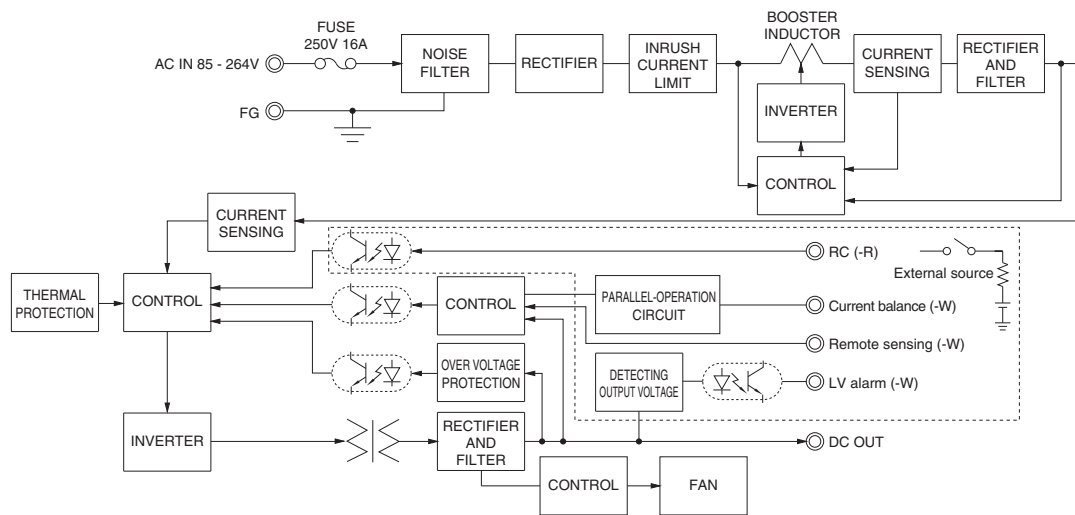 FUSE
250V 16A
BOOSTER
INDUCTOR
AC IN 85 - 264V
NOISE
FILTER
RECTIFIER
INRUSH
CURRENT
LIMIT
CURRENT
SENSING
RECTIFIER
AND
FILTER
FG
INVERTER
CONTROL
CURRENT
SENSING
RC (-R)
External source
THERMAL
PROTECTION
CONTROL
CONTROL
PARALLEL-OPERATION
CIRCUIT
Current balance (-W)
Remote sensing (-W)
OVER VOLTAGE
PROTECTION
DETECTING
OUTPUT VOLTAGE
LV alarm (-W)
INVERTER
RECTIFIER
AND
FILTER
DC OUT
CONTROL
FAN